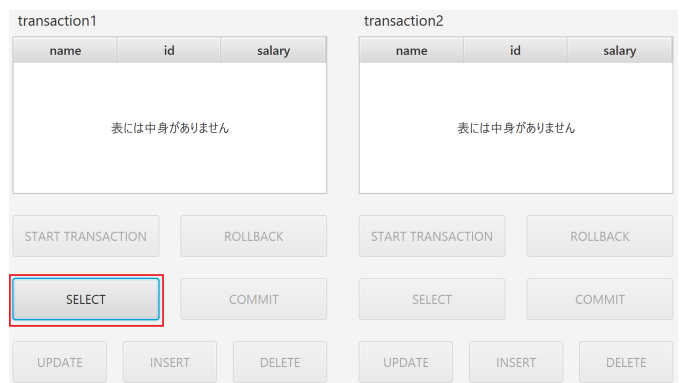 transaction1
name id salary
表には中身がありません
START TRANSACTION ROLLBACK
SELECT COMMIT
UPDATE INSERT DELETE
transaction2
name id salary
表には中身がありません
START TRANSACTION ROLLBACK
SELECT COMMIT
UPDATE INSERT DELETE